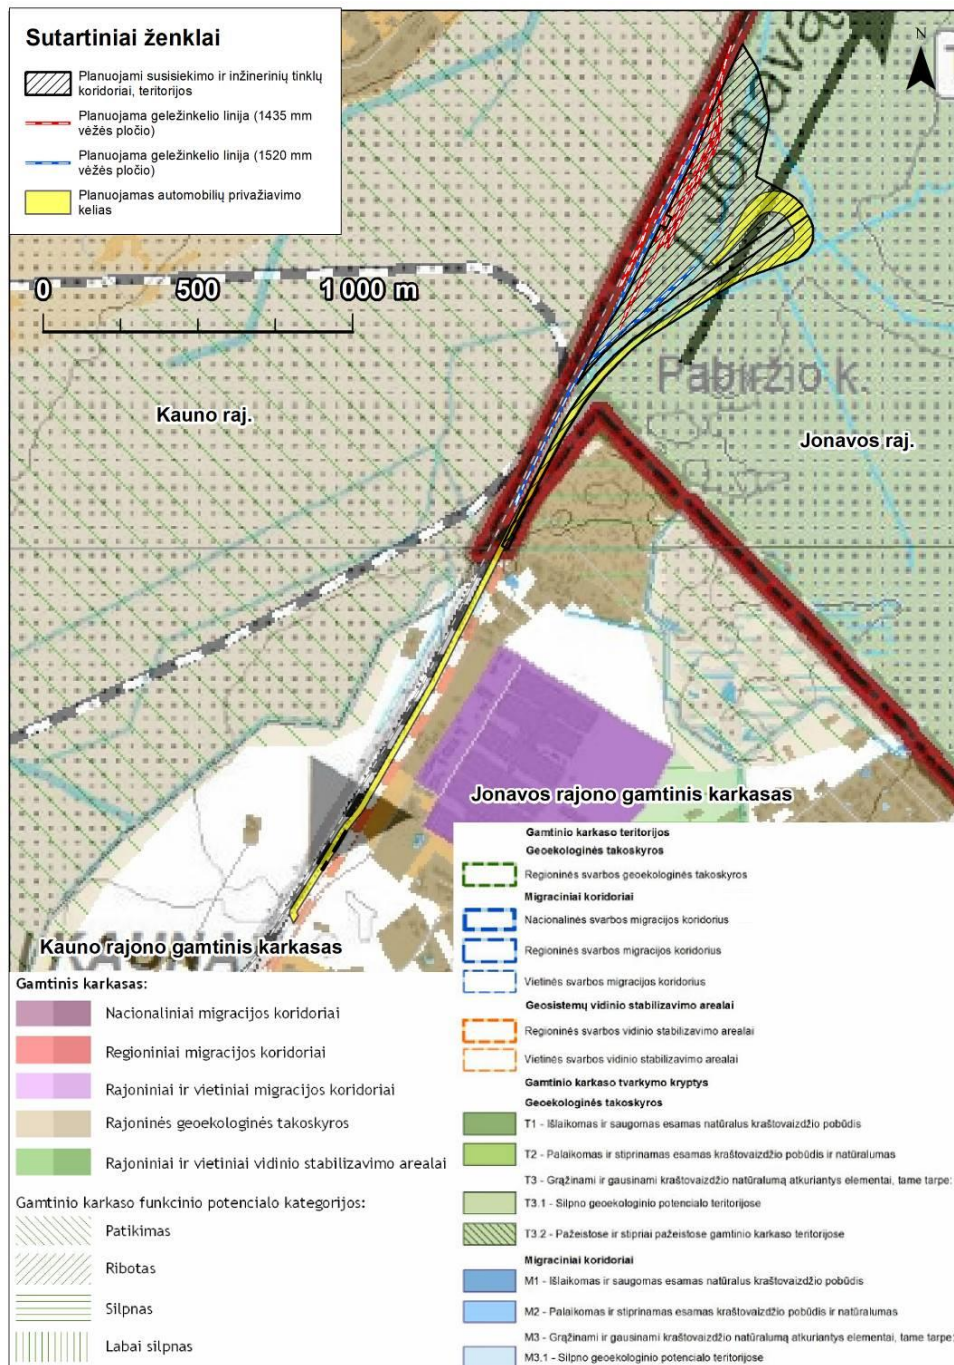 Sutartiniai ženklai
Planuojami susisiekimo ir inžinerinių tinklų
koridoriai, teritorijos
Planuojama geležinkelio linija (1435 mm
vėžės pločio)
Planuojama geležinkelio linija (1520 mm
vėžės pločio)
Planuojamas automobilių privažiavimo
kelias
N
Į JONAVĄ
0 500 1 000 m
Pabiržio k.
Kauno raj.
Jonavos raj.
Jonavos rajono gamtinis karkasas
Į KAUNĄ
Kauno rajono gamtinis karkasas
Gamtinis karkasas:
Nacionaliniai migracijos koridoriai
Regioniniai migracijos koridoriai
Rajoniniai ir vietiniai migracijos koridoriai
Rajoninės geoekologinės takoskyros
Rajoniniai ir vietiniai vidinio stabilizavimo arealai
Gamtinio karkaso funkcinio potencialo kategorijos:
Patikimas
Ribotas
Silpnas
Labai silpnas
Gamtinio karkaso teritorijos
Geoekologinės takoskyros
Regioninės svarbos geoekologinės takoskyros
Migraciniai koridoriai
Nacionalinės svarbos migracijos koridorius
Regioninės svarbos migracijos koridorius
Vietinės svarbos migracijos koridorius
Geosistemų vidinio stabilizavimo arealai
Regioninės svarbos vidinio stabilizavimo arealai
Vietinės svarbos vidinio stabilizavimo arealai
Gamtinio karkaso tvarkymo kryptys
Geoekologinės takoskyros
T1 - Išlaikomas ir saugomas esamas natūralus kraštovaizdžio pobūdis
T2 - Palaikomas ir stiprinamas esamas kraštovaizdžio pobūdis ir natūralumas
T3 - Grąžinami ir gausinami kraštovaizdžio natūralumą atkuriantys elementai, tame tarpe:
T3.1 - Silpno geoekologinio potencialo teritorijose
T3.2 - Pažeistose ir stipriai pažeistose gamtinio karkaso teritorijose
Migraciniai koridoriai
M1 - Išlaikomas ir saugomas esamas natūralus kraštovaizdžio pobūdis
M2 - Palaikomas ir stiprinamas esamas kraštovaizdžio pobūdis ir natūralumas
M3 - Grąžinami ir gausinami kraštovaizdžio natūralumą atkuriantys elementai, tame tarpe:
M3.1 - Silpno geoekologinio potencialo teritorijose